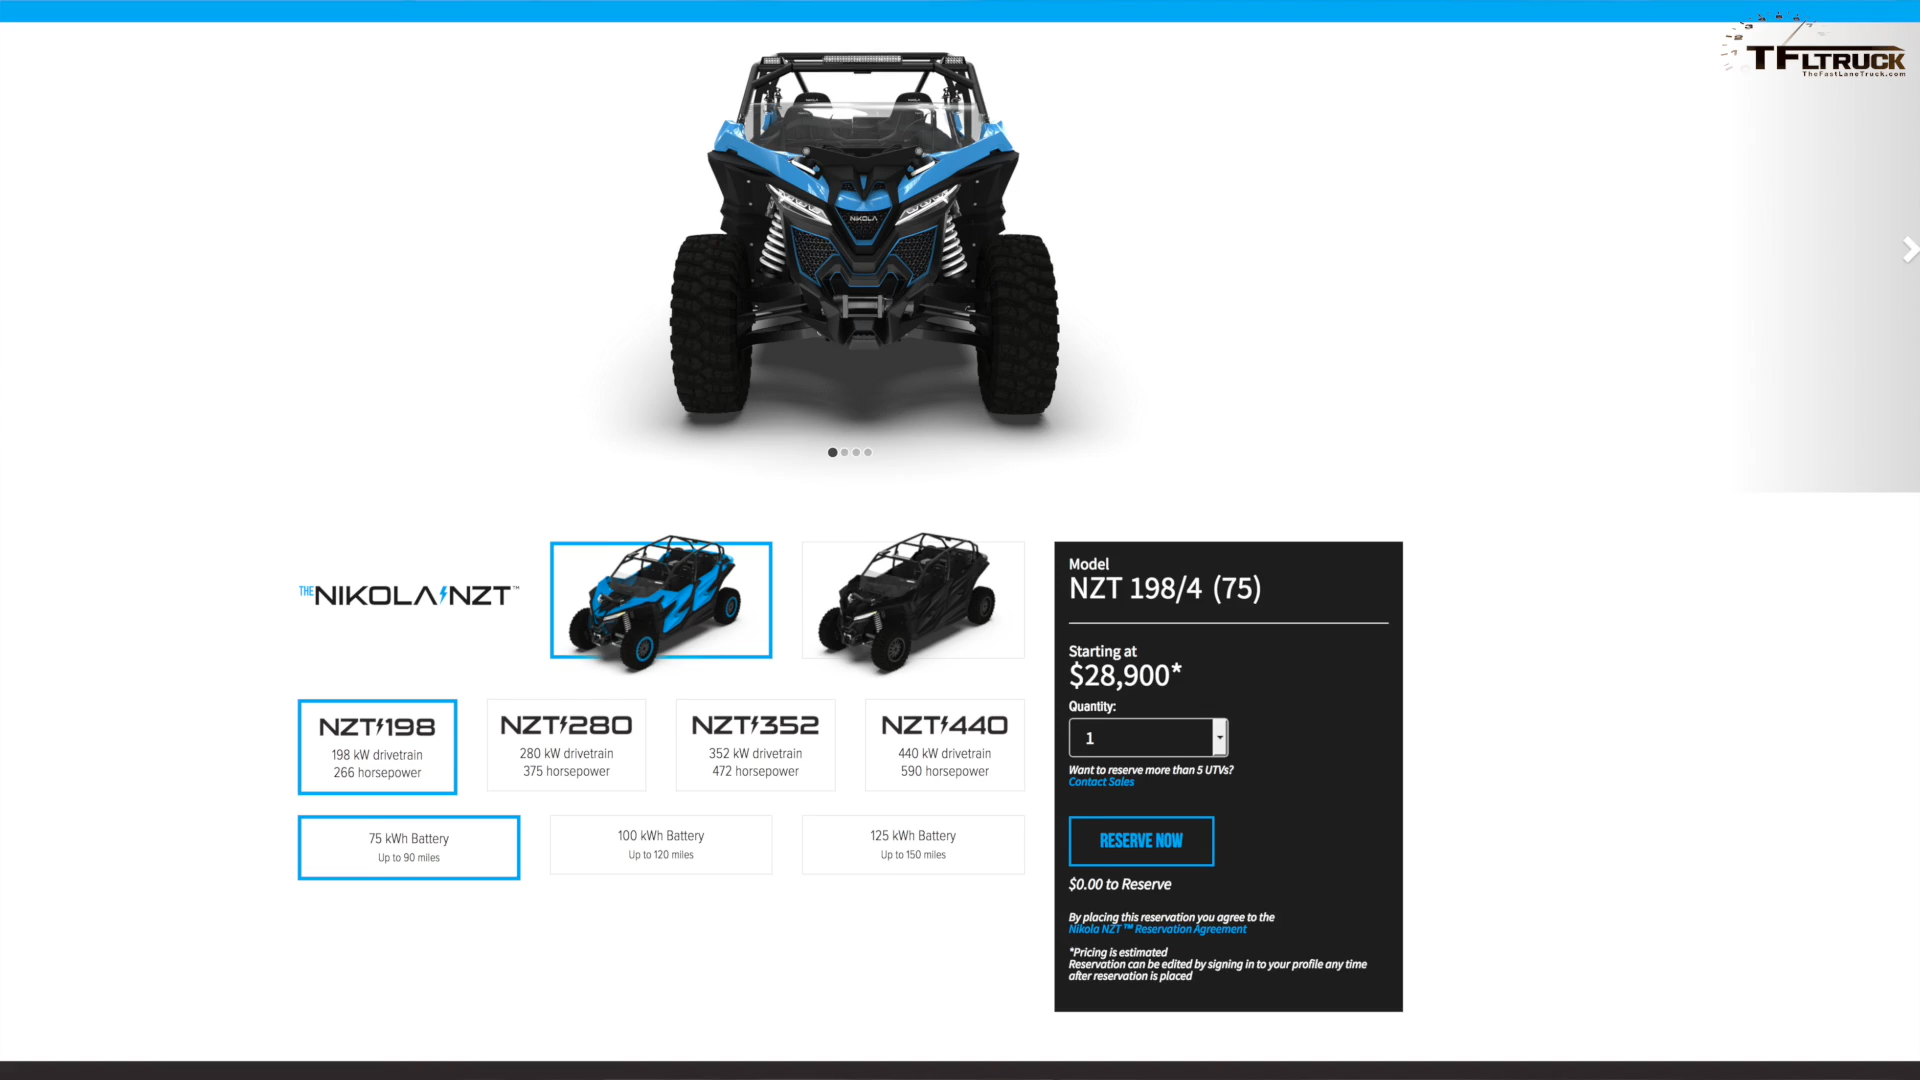 TFLTRUCK
TheFastLaneTruck.com
NIKOLA
THE NIKOLA NZT™
NZT 198
198 kW drivetrain
266 horsepower
NZT 280
280 kW drivetrain
375 horsepower
NZT 352
352 kW drivetrain
472 horsepower
NZT 440
440 kW drivetrain
590 horsepower
75 kWh Battery
Up to 90 miles
100 kWh Battery
Up to 120 miles
125 kWh Battery
Up to 150 miles
Model
NZT 198/4 (75)
Starting at
$28,900*
Quantity:
1
Want to reserve more than 5 UTVs?
Contact Sales
RESERVE NOW
$0.00 to Reserve
By placing this reservation you agree to the
Nikola NZT™ Reservation Agreement
*Pricing is estimated
Reservation can be edited by signing in to your profile any time
after reservation is placed